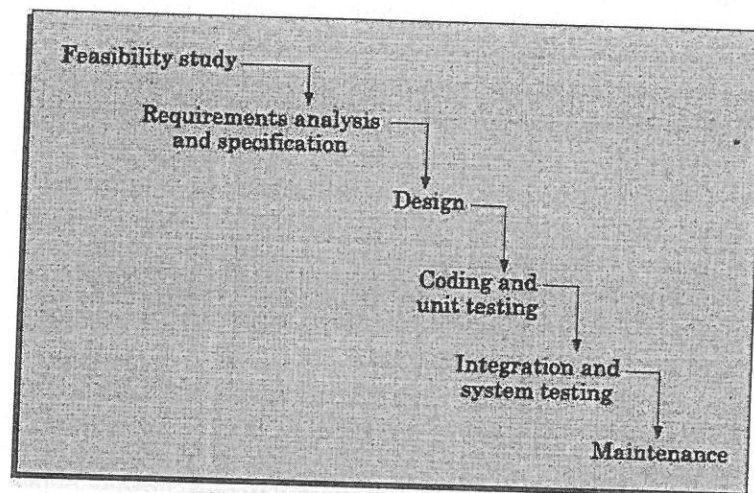 Feasibility study
Requirements analysis
and specification
Design
Coding and
unit testing
Integration and
system testing
Maintenance